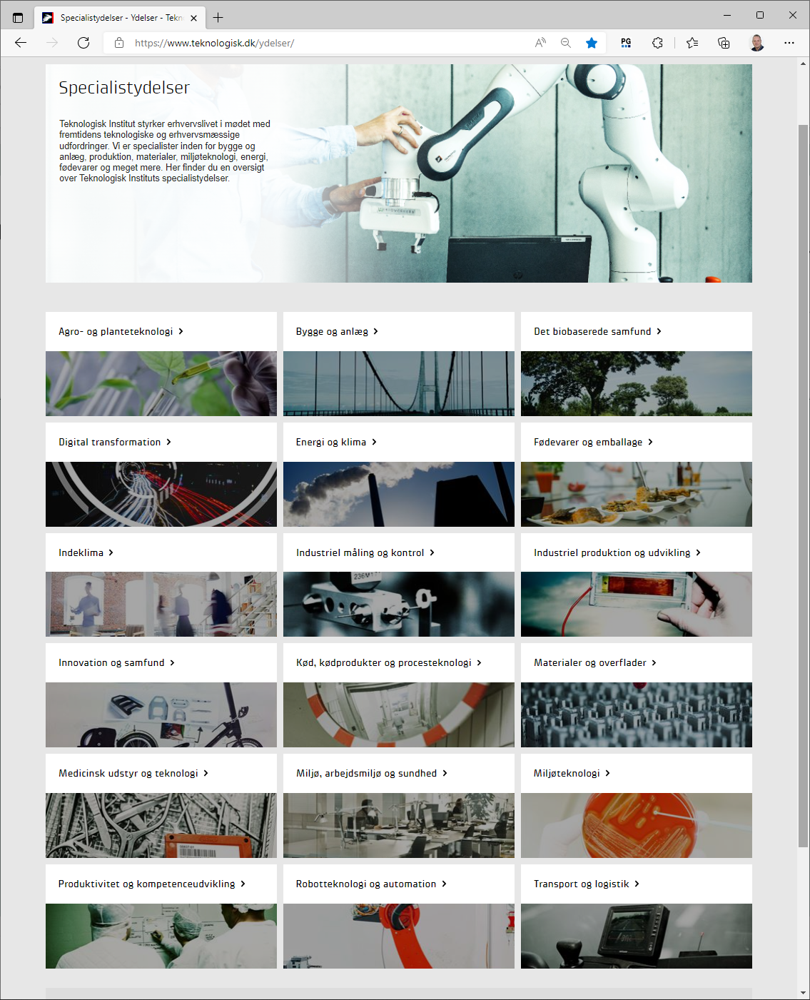 Specialistydelser - Ydelser - Tekn
https://www.teknologisk.dk/ydelser/
PG
Specialistydelser
Teknologisk Institut styrker erhvervslivet i mødet med
fremtidens teknologiske og erhvervsmæssige
udfordringer. Vi er specialister inden for bygge og
anlæg, produktion, materialer, miljøteknologi, energi,
fødevarer og meget mere. Her finder du en oversigt
over Teknologisk Instituts specialistydelser.
Agro- og planteteknologi
Bygge og anlæg
Det biobaserede samfund
Digital transformation
Energi og klima
Fødevarer og emballage
Indeklima
Industriel måling og kontrol
Industriel produktion og udvikling
236M
Innovation og samfund
Kød, kødprodukter og procesteknologi
Materialer og overflader
Medicinsk udstyr og teknologi
Miljø, arbejdsmiljø og sundhed
Miljøteknologi
Produktivitet og kompetenceudvikling
Robotteknologi og automation
Transport og logistik